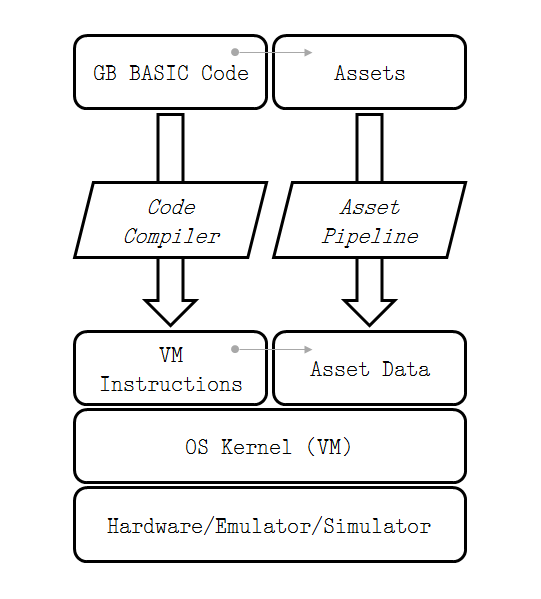 GB BASIC Code
Assets
Code
Compiler
Asset
Pipeline
VM
Instructions
Asset Data
OS Kernel (VM)
Hardware/Emulator/Simulator